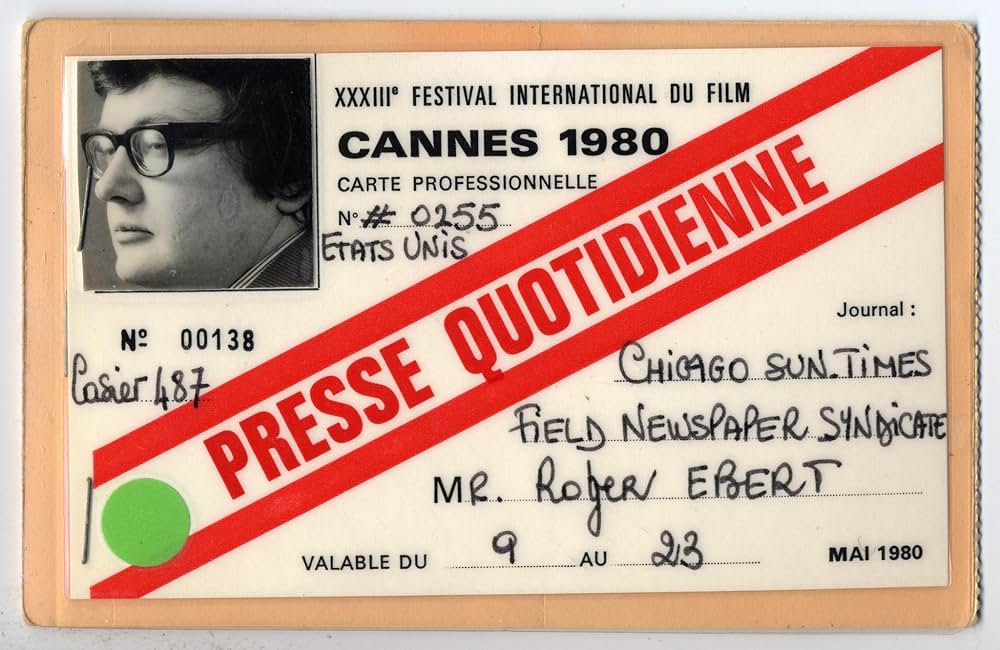 XXXIIIe FESTIVAL INTERNATIONAL DU FILM
CANNES 1980
CARTE PROFESSIONNELLE
N° # 0255
ETATS UNIS
Nº 00138
Casier 487
PRESSE QUOTIDIENNE
Journal :
CHICAGO SUN.TIMES
FIELD NEWSPAPER SYNDICATE
MR. Roger EBERT
VALABLE DU 9 AU 23 MAI 1980